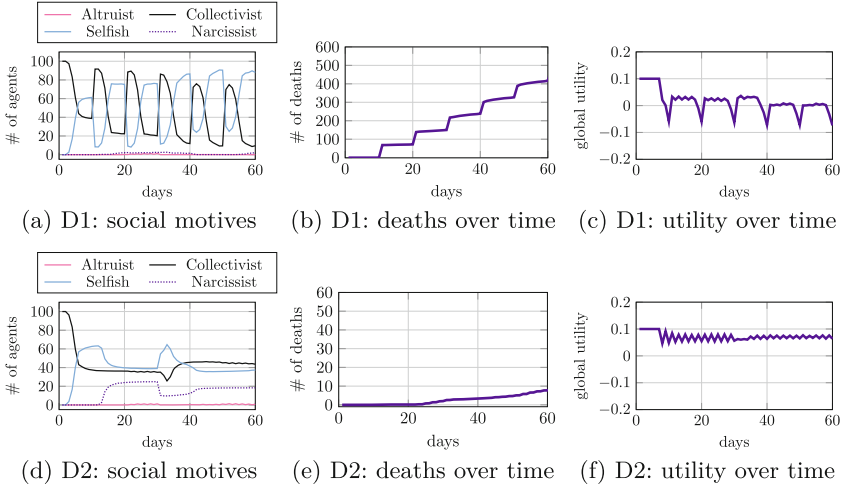 Altruist Collectivist
Selfish Narcissist
# of agents
100
80
60
40
20
0
0 20 40 60
days
(a) D1: social motives
# of deaths
600
500
400
300
200
100
0
0 20 40 60
days
(b) D1: deaths over time
global utility
0.2
0.1
0
−0.1
−0.2
0 20 40 60
days
(c) D1: utility over time
Altruist Collectivist
Selfish Narcissist
# of agents
100
80
60
40
20
0
0 20 40 60
days
(d) D2: social motives
# of deaths
60
50
40
30
20
10
0
0 20 40 60
days
(e) D2: deaths over time
global utility
0.2
0.1
0
−0.1
−0.2
0 20 40 60
days
(f) D2: utility over time